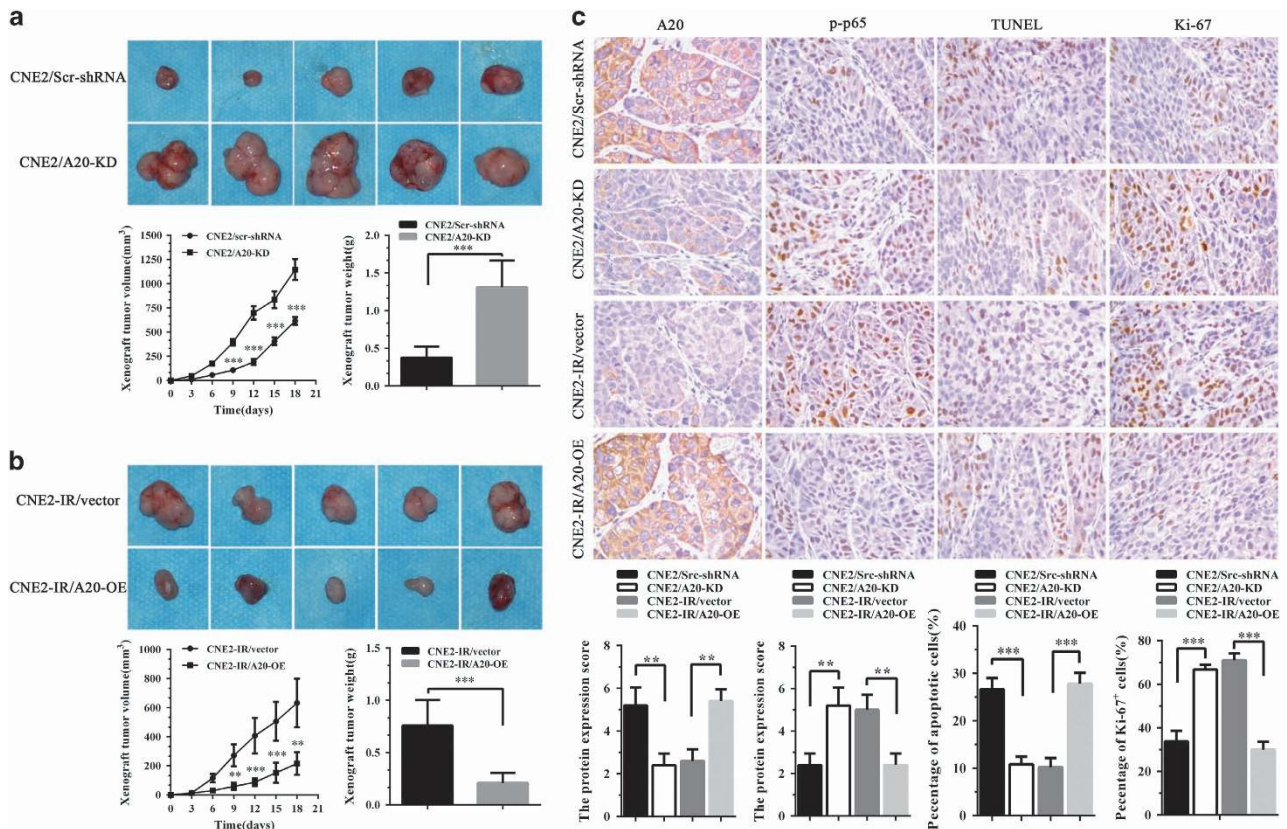 a
CNE2/Scr-shRNA
CNE2/A20-KD
Xenograft tumor volume(mm³)
1500
1250
1000
750
500
250
0
CNE2/scr-shRNA
CNE2/A20-KD
***
***
***
***
0 3 6 9 12 15 18 21
Time(days)
Xenograft tumor weight(g)
2.0
1.5
1.0
0.5
0.0
CNE2/Scr-shRNA
CNE2/A20-KD
***
b
CNE2-IR/vector
CNE2-IR/A20-OE
Xenograft tumor volume(mm³)
1000
800
600
400
200
0
CNE2-IR/vector
CNE2-IR/A20-OE
**
***
***
**
0 3 6 9 12 15 18 21
Time(days)
Xenograft tumor weight(g)
1.5
1.0
0.5
0.0
CNE2-IR/vector
CNE2-IR/A20-OE
***
c
A20 p-p65 TUNEL Ki-67
CNE2/Scr-shRNA
CNE2/A20-KD
CNE2-IR/vector
CNE2-IR/A20-OE
CNE2/Src-shRNA
CNE2/A20-KD
CNE2-IR/vector
CNE2-IR/A20-OE
The protein expression score
8
6
4
2
0
** **
CNE2/Src-shRNA
CNE2/A20-KD
CNE2-IR/vector
CNE2-IR/A20-OE
The protein expression score
8
6
4
2
0
** **
CNE2/Src-shRNA
CNE2/A20-KD
CNE2-IR/vector
CNE2-IR/A20-OE
Pecentage of apoptotic cells(%)
40
30
20
10
0
*** ***
CNE2/Src-shRNA
CNE2/A20-KD
CNE2-IR/vector
CNE2-IR/A20-OE
Pecentage of Ki-67⁺ cells(%)
80
60
40
20
0
*** ***